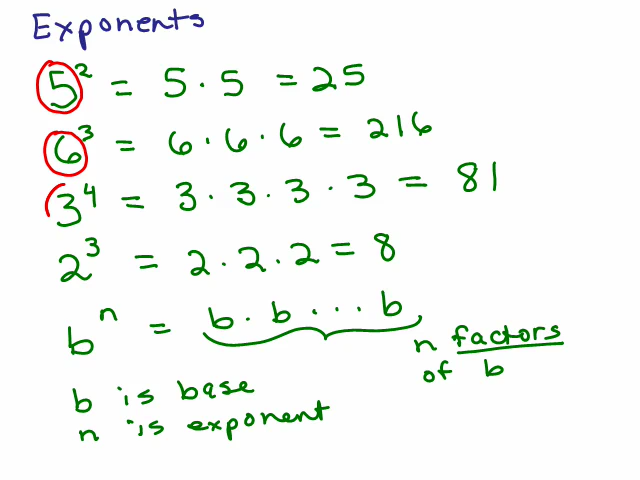 Exponents
5² = 5 · 5 = 25
6³ = 6 · 6 · 6 = 216
3⁴ = 3 · 3 · 3 · 3 = 81
2³ = 2 · 2 · 2 = 8
bⁿ = b · b · · · b
n factors
of b
b is base
n is exponent